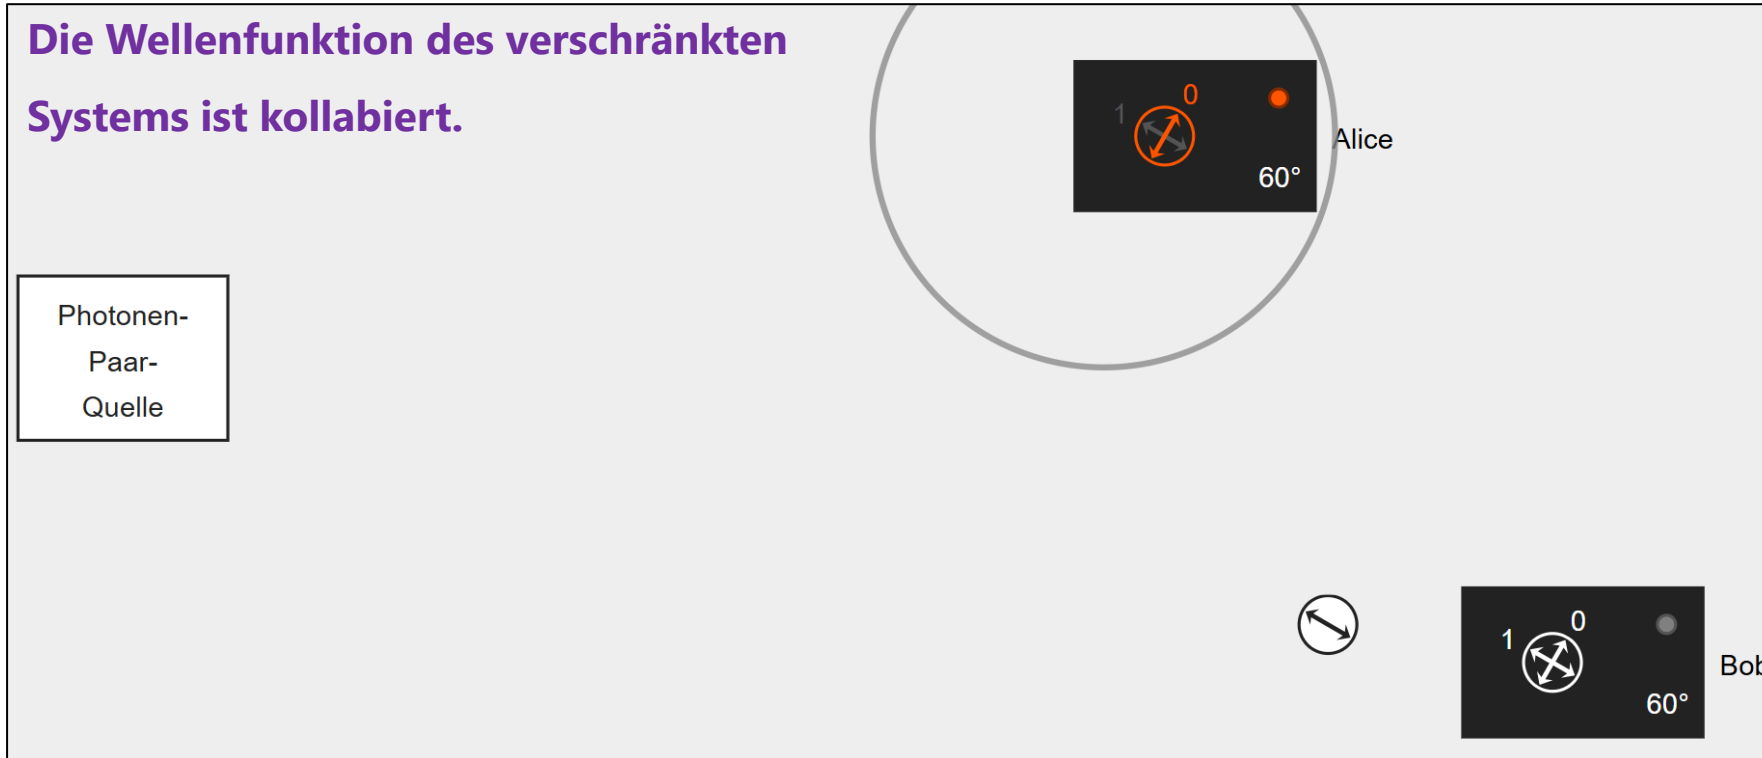 Die Wellenfunktion des verschränkten
Systems ist kollabiert.
1 0
60°
Alice
Photonen-
Paar-
Quelle
1 0
60°
Bob